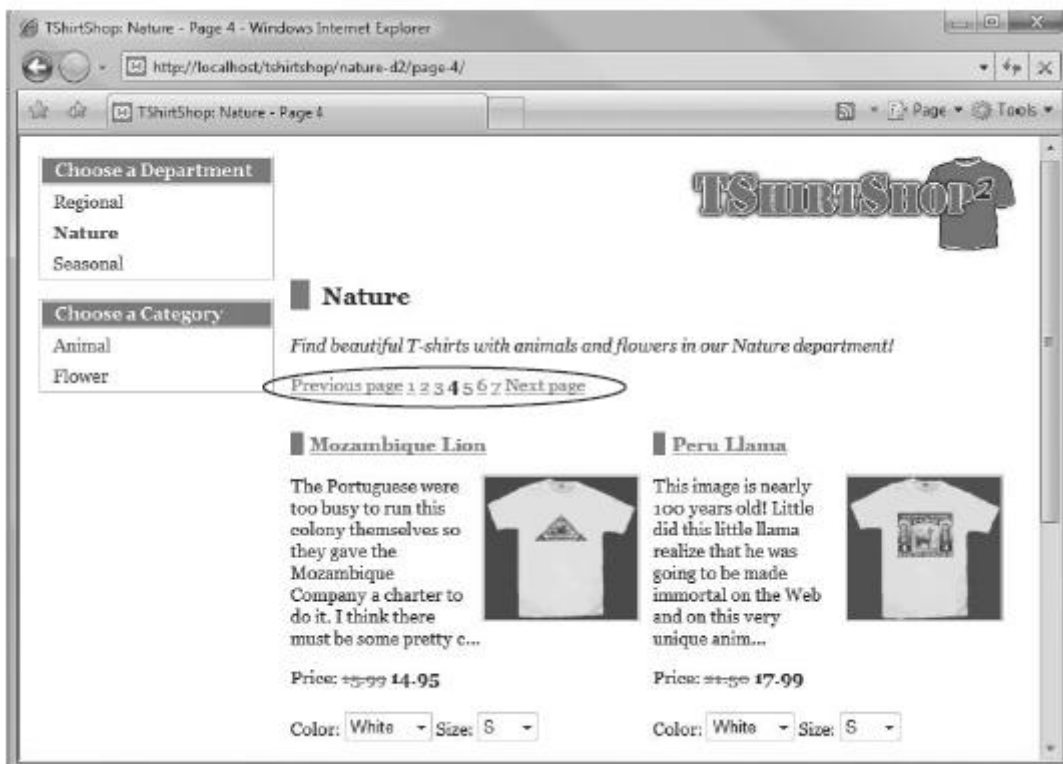 TShirtShop: Nature - Page 4 - Windows Internet Explorer
http://localhost/tshirtshop/nature-d2/page-4/
TShirtShop: Nature - Page 4
Page
Tools
Choose a Department
Regional
Nature
Seasonal
Choose a Category
Animal
Flower
TShirtShop2
Nature
Find beautiful T-shirts with animals and flowers in our Nature department!
Previous page 1 2 3 4 5 6 7 Next page
Mozambique Lion
The Portuguese were
too busy to run this
colony themselves so
they gave the
Mozambique
Company a charter to
do it. I think there
must be some pretty c...
Price: 15.99 14.95
Color: White Size: S
Peru Llama
This image is nearly
100 years old! Little
did this little llama
realize that he was
going to be made
immortal on the Web
and on this very
unique anim...
Price: 21.50 17.99
Color: White Size: S